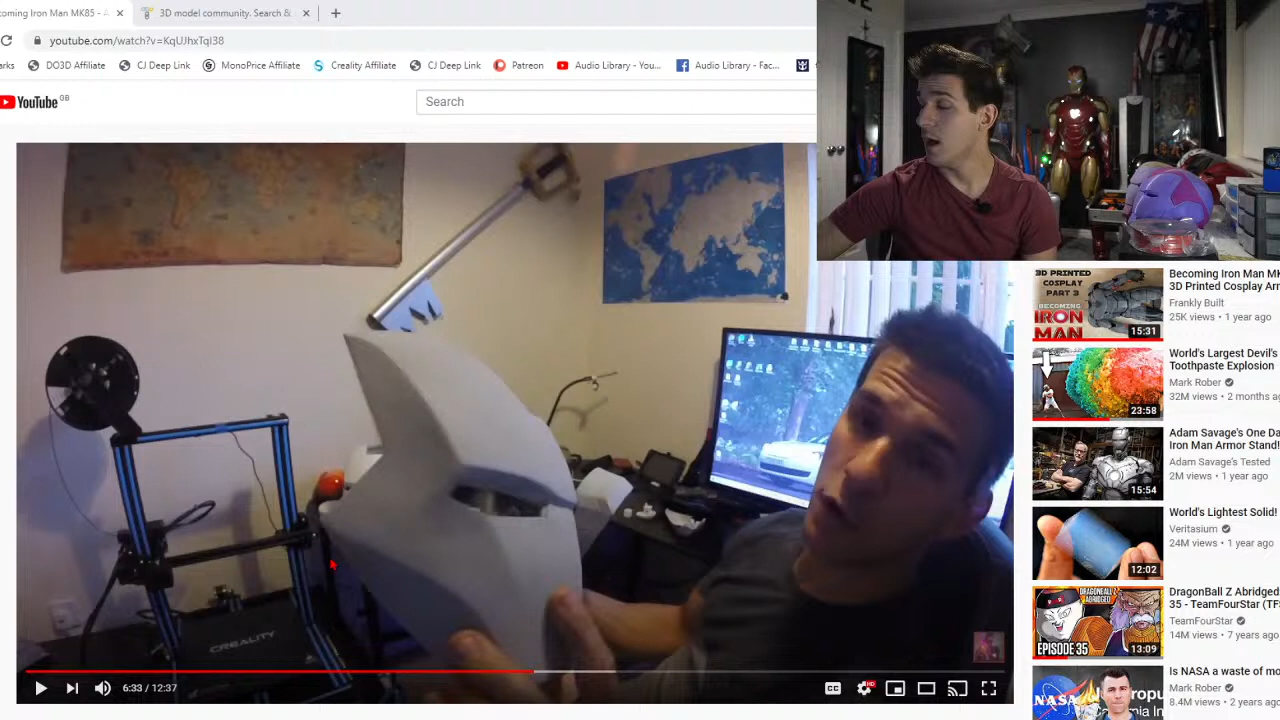 coming Iron Man MK85 - A
3D model community. Search &
youtube.com/watch?v=KqUJhxTqI38
arks
DO3D Affiliate
CJ Deep Link
MonoPrice Affiliate
Creality Affiliate
CJ Deep Link
Patreon
Audio Library - You...
Audio Library - Fac...
YouTube GB
Search
CREALITY
6:33 / 12:37
CC
HD
3D PRINTED
COSPLAY
PART 3
BECOMING
IRON
MAN
15:31
Becoming Iron Man MK
3D Printed Cosplay Arm
Frankly Built
25K views • 1 year ago
23:58
World's Largest Devil's
Toothpaste Explosion
Mark Rober
32M views • 2 months ag
15:54
Adam Savage's One Da
Iron Man Armor Stand!
Adam Savage's Tested
2M views • 1 year ago
12:02
World's Lightest Solid!
Veritasium
24M views • 1 year ago
DRAGONBALL
Z ABRIDGED
EPISODE 35
13:09
DragonBall Z Abridged
35 - TeamFourStar (TF
TeamFourStar
14M views • 7 years ago
NASA
Is NASA a waste of mo
Mark Rober
8.4M views • 2 years ago